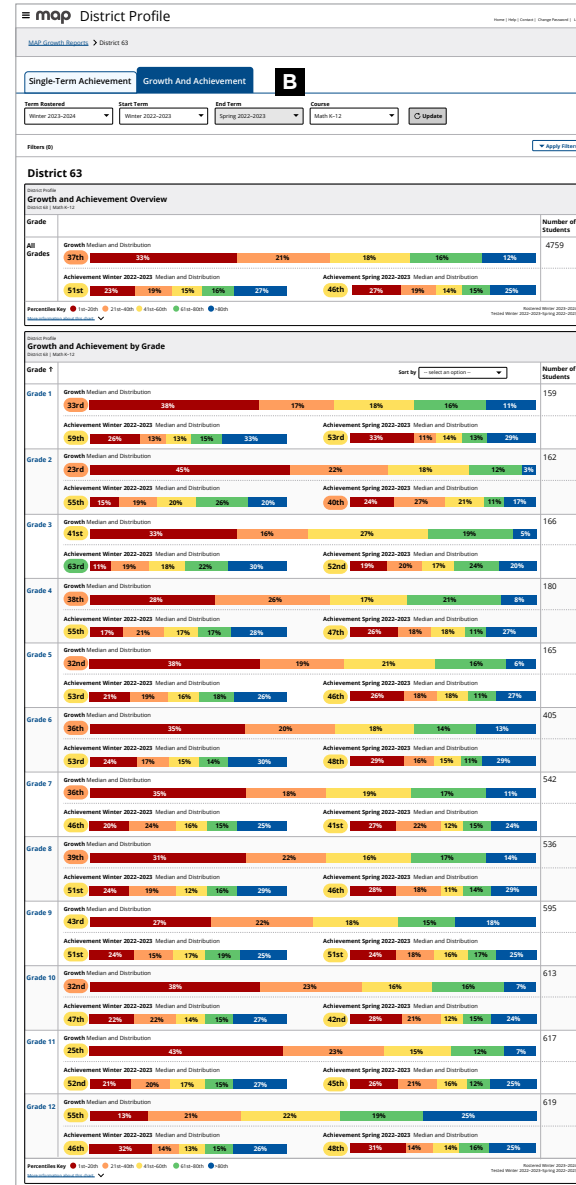 ≡ map District Profile
Home | Help | Contact | Change Password | L
MAP Growth Reports > District 63
Single-Term Achievement Growth And Achievement B
Term Rostered Start Term End Term Course
Winter 2023–2024 Winter 2022–2023 Spring 2022–2023 Math K–12 Update
Filters (0) Apply Filters
District 63
District Profile
Growth and Achievement Overview
District 63 | Math K–12
Grade Number of Students
All Grades Growth Median and Distribution 4759
37th 33% 21% 18% 16% 12%
Achievement Winter 2022–2023 Median and Distribution Achievement Spring 2022–2023 Median and Distribution
51st 23% 19% 15% 16% 27% 46th 27% 19% 14% 15% 25%
Percentiles Key 1st–20th 21st–40th 41st–60th 61st–80th >80th
More information about this chart.
Rostered Winter 2023–202
Tested Winter 2022–2023–Spring 2022–202
District Profile
Growth and Achievement by Grade
District 63 | Math K–12
Grade ↑ Sort by -- select an option -- Number of Students
Grade 1 Growth Median and Distribution 159
33rd 38% 17% 18% 16% 11%
Achievement Winter 2022–2023 Median and Distribution Achievement Spring 2022–2023 Median and Distribution
59th 26% 13% 13% 15% 33% 53rd 33% 11% 14% 13% 29%
Grade 2 Growth Median and Distribution 162
23rd 45% 22% 18% 12% 3%
Achievement Winter 2022–2023 Median and Distribution Achievement Spring 2022–2023 Median and Distribution
55th 15% 19% 20% 26% 20% 40th 24% 27% 21% 11% 17%
Grade 3 Growth Median and Distribution 166
41st 33% 16% 27% 19% 5%
Achievement Winter 2022–2023 Median and Distribution Achievement Spring 2022–2023 Median and Distribution
63rd 11% 19% 18% 22% 30% 52nd 19% 20% 17% 24% 20%
Grade 4 Growth Median and Distribution 180
38th 28% 26% 17% 21% 8%
Achievement Winter 2022–2023 Median and Distribution Achievement Spring 2022–2023 Median and Distribution
55th 17% 21% 17% 17% 28% 47th 26% 18% 18% 11% 27%
Grade 5 Growth Median and Distribution 165
32nd 38% 19% 21% 16% 6%
Achievement Winter 2022–2023 Median and Distribution Achievement Spring 2022–2023 Median and Distribution
53rd 21% 19% 16% 18% 26% 46th 26% 18% 18% 11% 27%
Grade 6 Growth Median and Distribution 405
36th 35% 20% 18% 14% 13%
Achievement Winter 2022–2023 Median and Distribution Achievement Spring 2022–2023 Median and Distribution
53rd 24% 17% 15% 14% 30% 48th 29% 16% 15% 11% 29%
Grade 7 Growth Median and Distribution 542
36th 35% 18% 19% 17% 11%
Achievement Winter 2022–2023 Median and Distribution Achievement Spring 2022–2023 Median and Distribution
46th 20% 24% 16% 15% 25% 41st 27% 22% 12% 15% 24%
Grade 8 Growth Median and Distribution 536
39th 31% 22% 16% 17% 14%
Achievement Winter 2022–2023 Median and Distribution Achievement Spring 2022–2023 Median and Distribution
51st 24% 19% 12% 16% 29% 46th 28% 18% 11% 14% 29%
Grade 9 Growth Median and Distribution 595
43rd 27% 22% 18% 15% 18%
Achievement Winter 2022–2023 Median and Distribution Achievement Spring 2022–2023 Median and Distribution
51st 24% 15% 17% 19% 25% 51st 24% 18% 16% 17% 25%
Grade 10 Growth Median and Distribution 613
32nd 38% 23% 16% 16% 7%
Achievement Winter 2022–2023 Median and Distribution Achievement Spring 2022–2023 Median and Distribution
47th 22% 22% 14% 15% 27% 42nd 28% 21% 12% 15% 24%
Grade 11 Growth Median and Distribution 617
25th 43% 23% 15% 12% 7%
Achievement Winter 2022–2023 Median and Distribution Achievement Spring 2022–2023 Median and Distribution
52nd 21% 20% 17% 15% 27% 45th 26% 21% 16% 12% 25%
Grade 12 Growth Median and Distribution 619
55th 13% 21% 22% 19% 25%
Achievement Winter 2022–2023 Median and Distribution Achievement Spring 2022–2023 Median and Distribution
46th 32% 14% 13% 15% 26% 48th 31% 14% 14% 16% 25%
Percentiles Key 1st–20th 21st–40th 41st–60th 61st–80th >80th
More information about this chart.
Rostered Winter 2023–202
Tested Winter 2022–2023–Spring 2022–202